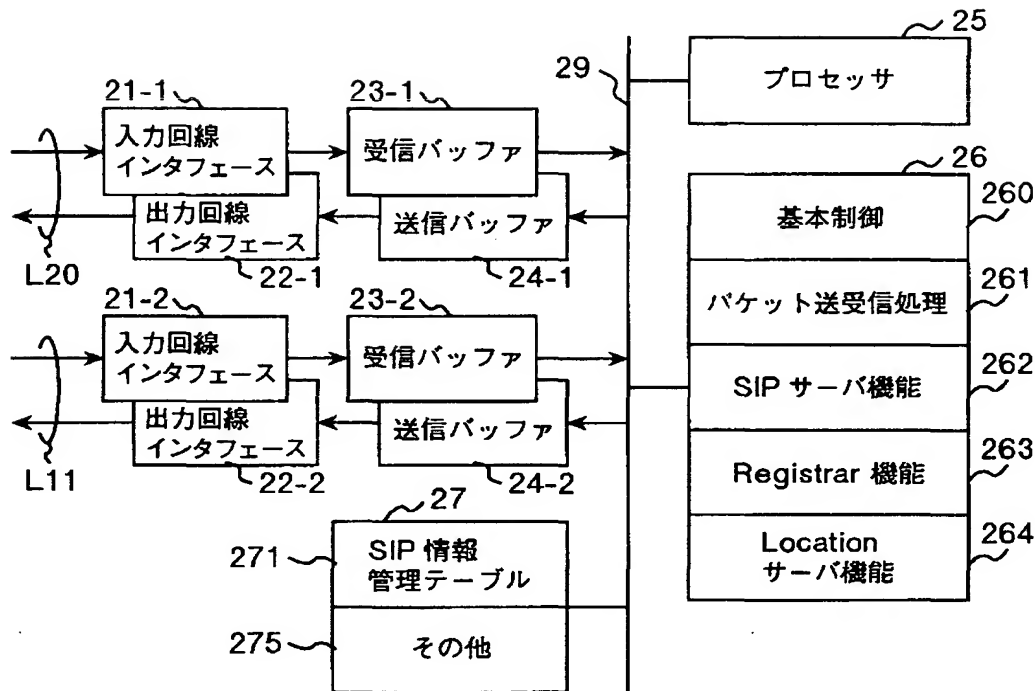 25
プロセッサ
29
21-1
入力回線
インタフェース
23-1
受信バッファ
出力回線
インタフェース
22-1
送信バッファ
24-1
L20
26
基本制御
260
パケット送受信処理
261
SIP サーバ機能
262
Registrar 機能
263
Location
サーバ機能
264
21-2
入力回線
インタフェース
23-2
受信バッファ
出力回線
インタフェース
22-2
送信バッファ
24-2
L11
27
271
SIP 情報
管理テーブル
275
その他